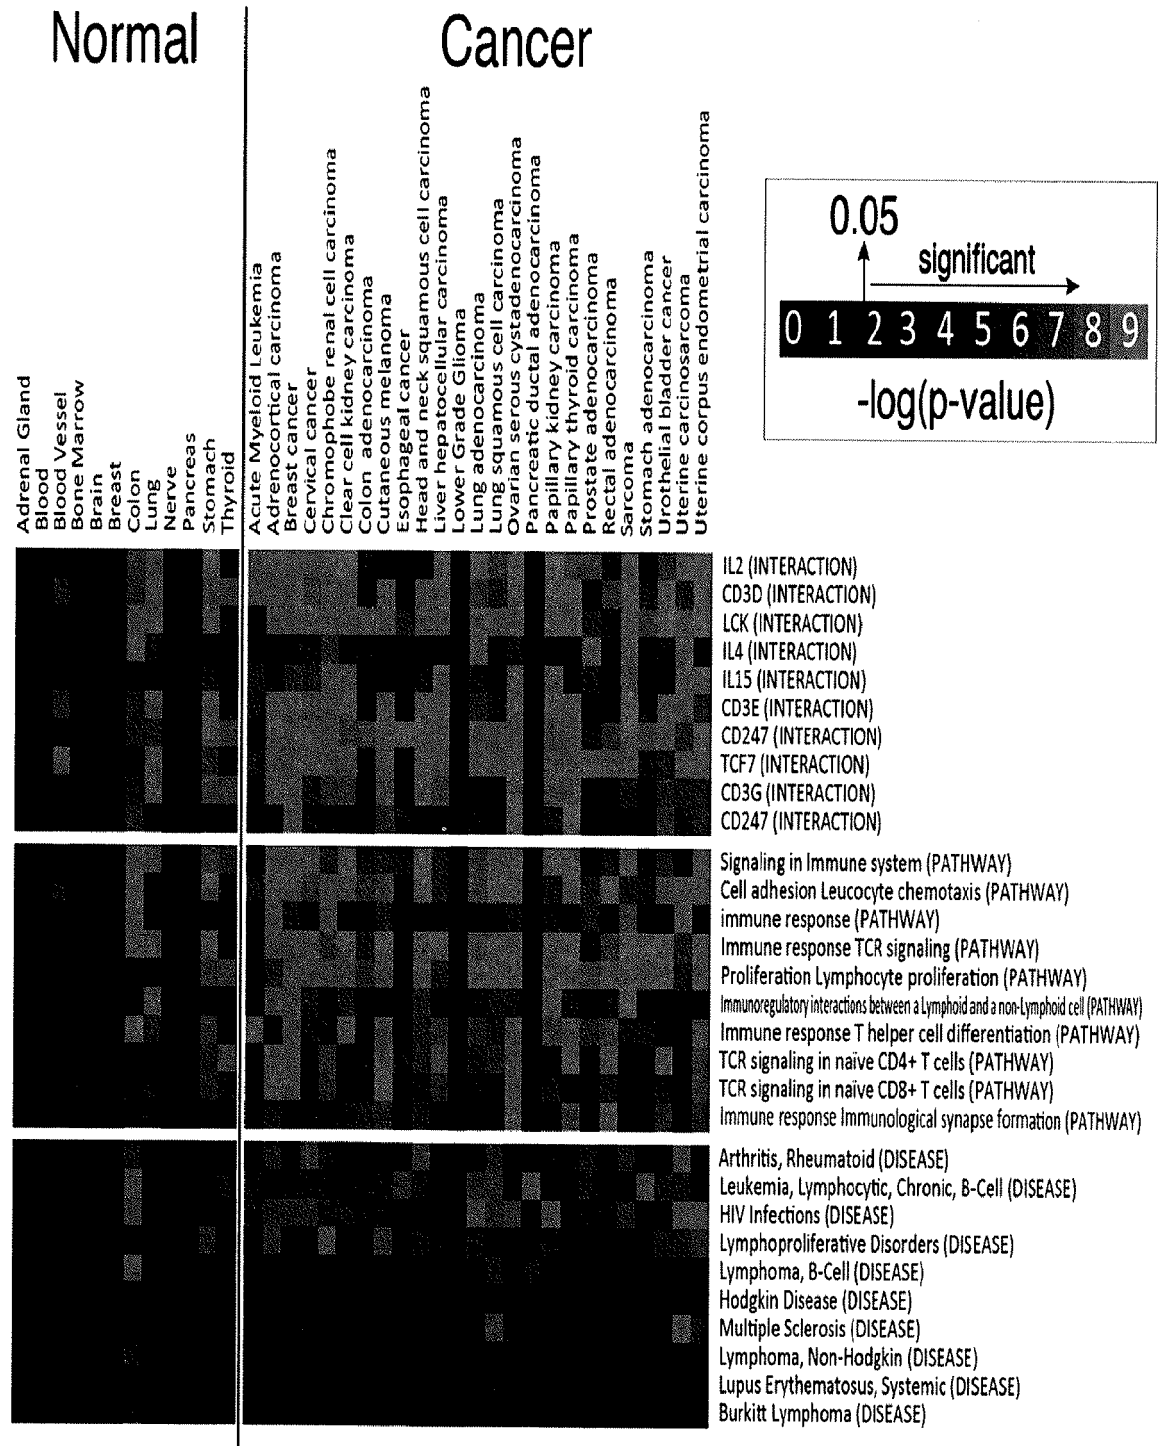 Normal
Cancer
Adrenal Gland
Blood
Blood Vessel
Bone Marrow
Brain
Breast
Colon
Lung
Nerve
Pancreas
Stomach
Thyroid
Acute Myeloid Leukemia
Adrenocortical carcinoma
Breast cancer
Cervical cancer
Chromophobe renal cell carcinoma
Clear cell kidney carcinoma
Colon adenocarcinoma
Cutaneous melanoma
Esophageal cancer
Head and neck squamous cell carcinoma
Liver hepatocellular carcinoma
Lower Grade Glioma
Lung adenocarcinoma
Lung squamous cell carcinoma
Ovarian serous cystadenocarcinoma
Pancreatic ductal adenocarcinoma
Papillary kidney carcinoma
Papillary thyroid carcinoma
Prostate adenocarcinoma
Rectal adenocarcinoma
Sarcoma
Stomach adenocarcinoma
Urothelial bladder cancer
Uterine carcinosarcoma
Uterine corpus endometrial carcinoma
0.05
significant
0 1 2 3 4 5 6 7 8 9
-log(p-value)
IL2 (INTERACTION)
CD3D (INTERACTION)
LCK (INTERACTION)
IL4 (INTERACTION)
IL15 (INTERACTION)
CD3E (INTERACTION)
CD247 (INTERACTION)
TCF7 (INTERACTION)
CD3G (INTERACTION)
CD247 (INTERACTION)
Signaling in Immune system (PATHWAY)
Cell adhesion Leucocyte chemotaxis (PATHWAY)
immune response (PATHWAY)
Immune response TCR signaling (PATHWAY)
Proliferation Lymphocyte proliferation (PATHWAY)
Immunoregulatory interactions between a Lymphoid and a non-Lymphoid cell (PATHWAY)
Immune response T helper cell differentiation (PATHWAY)
TCR signaling in naïve CD4+ T cells (PATHWAY)
TCR signaling in naïve CD8+ T cells (PATHWAY)
Immune response Immunological synapse formation (PATHWAY)
Arthritis, Rheumatoid (DISEASE)
Leukemia, Lymphocytic, Chronic, B-Cell (DISEASE)
HIV Infections (DISEASE)
Lymphoproliferative Disorders (DISEASE)
Lymphoma, B-Cell (DISEASE)
Hodgkin Disease (DISEASE)
Multiple Sclerosis (DISEASE)
Lymphoma, Non-Hodgkin (DISEASE)
Lupus Erythematosus, Systemic (DISEASE)
Burkitt Lymphoma (DISEASE)